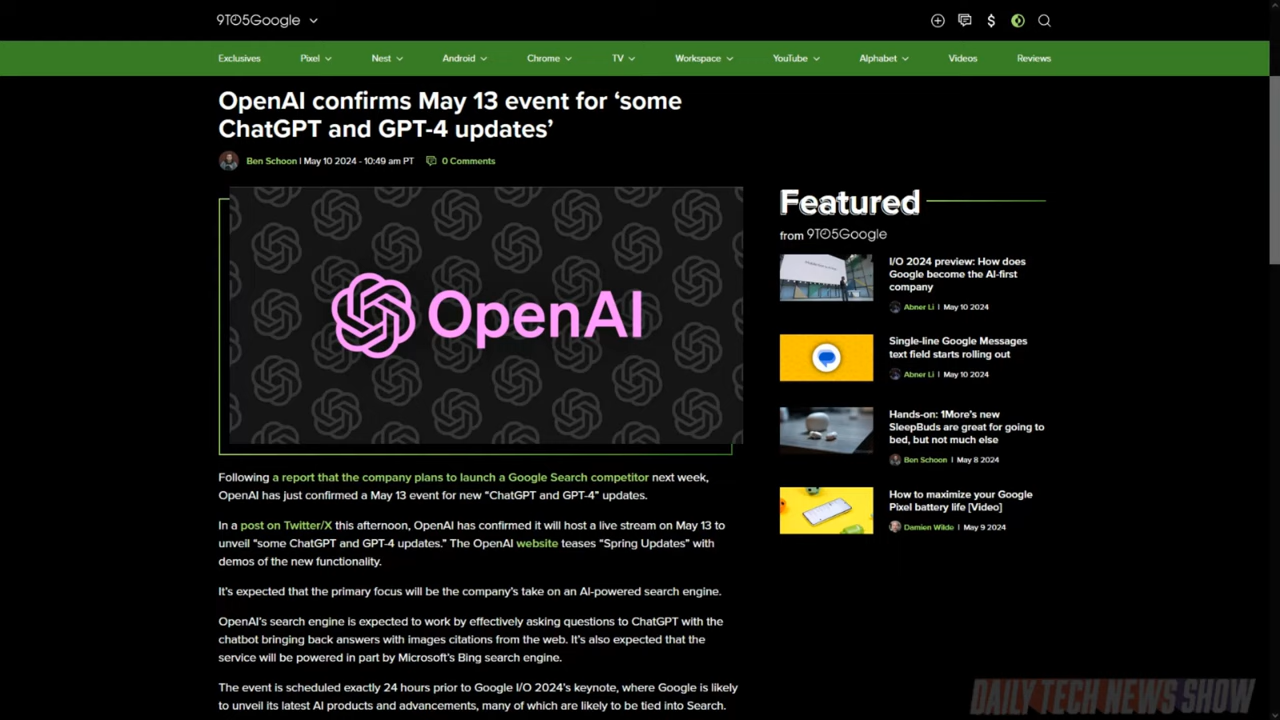 9TO5Google
Exclusives Pixel Nest Android Chrome TV Workspace YouTube Alphabet Videos Reviews
OpenAI confirms May 13 event for ‘some
ChatGPT and GPT-4 updates’
Ben Schoon | May 10 2024 - 10:49 am PT 0 Comments
OpenAI
Following a report that the company plans to launch a Google Search competitor next week,
OpenAI has just confirmed a May 13 event for new “ChatGPT and GPT-4” updates.
In a post on Twitter/X this afternoon, OpenAI has confirmed it will host a live stream on May 13 to
unveil “some ChatGPT and GPT-4 updates.” The OpenAI website teases “Spring Updates” with
demos of the new functionality.
It’s expected that the primary focus will be the company’s take on an AI-powered search engine.
OpenAI’s search engine is expected to work by effectively asking questions to ChatGPT with the
chatbot bringing back answers with images citations from the web. It’s also expected that the
service will be powered in part by Microsoft’s Bing search engine.
The event is scheduled exactly 24 hours prior to Google I/O 2024’s keynote, where Google is likely
to unveil its latest AI products and advancements, many of which are likely to be tied into Search.
Featured
from 9TO5Google
I/O 2024 preview: How does
Google become the AI-first
company
Abner Li | May 10 2024
Single-line Google Messages
text field starts rolling out
Abner Li | May 10 2024
Hands-on: 1More’s new
SleepBuds are great for going to
bed, but not much else
Ben Schoon | May 8 2024
How to maximize your Google
Pixel battery life [Video]
Damien Wilde | May 9 2024
DAILY TECH NEWS SHOW